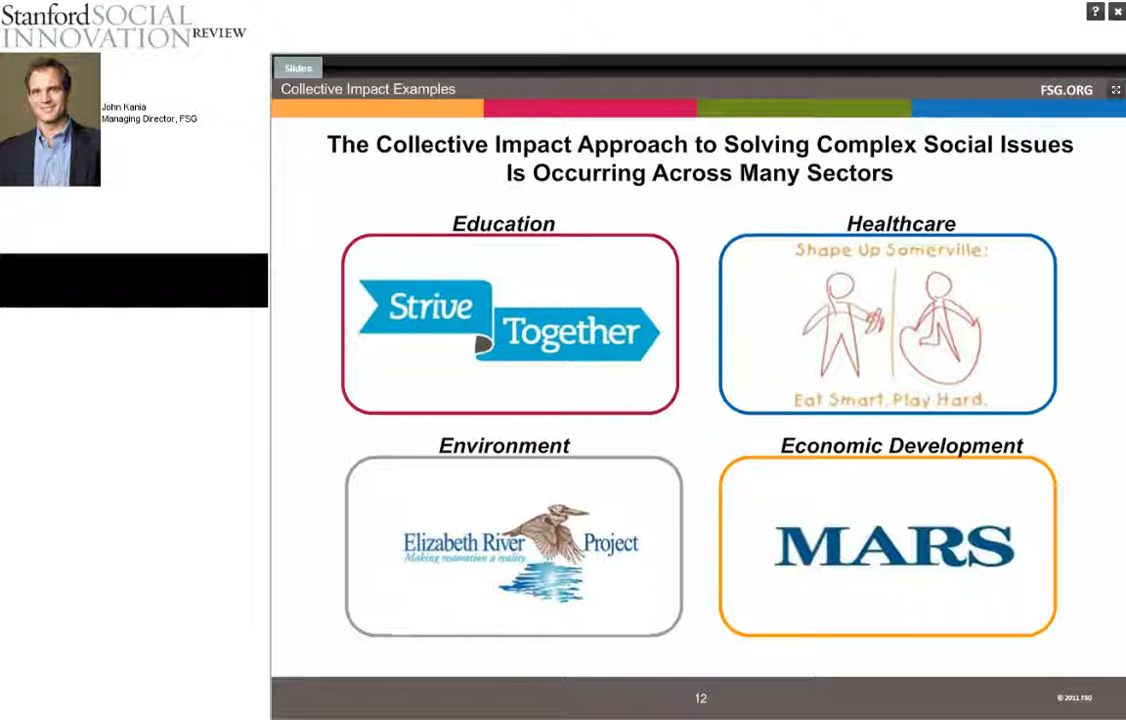 Stanford SOCIAL
INNOVATION REVIEW
? ×
John Kania
Managing Director, FSG
Slides
Collective Impact Examples
FSG.ORG
The Collective Impact Approach to Solving Complex Social Issues
Is Occurring Across Many Sectors
Education
Strive
Together
Healthcare
Shape Up Somerville:
Eat Smart. Play Hard.
Environment
Elizabeth River Project
Making restoration a reality
Economic Development
MARS
12
© 2011 FSG